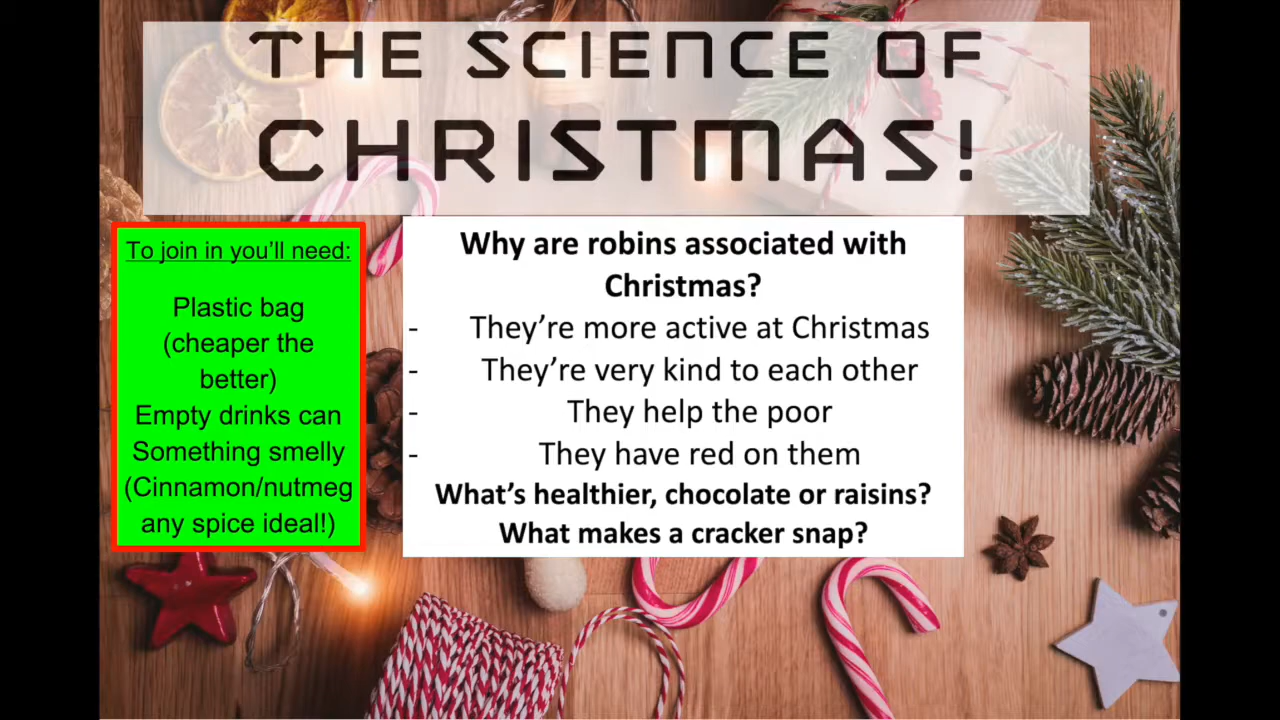 THE SCIENCE OF
CHRISTMAS!
To join in you'll need:
Plastic bag
(cheaper the
better)
Empty drinks can
Something smelly
(Cinnamon/nutmeg
any spice ideal!)
Why are robins associated with
Christmas?
- They’re more active at Christmas
- They’re very kind to each other
- They help the poor
- They have red on them
What’s healthier, chocolate or raisins?
What makes a cracker snap?